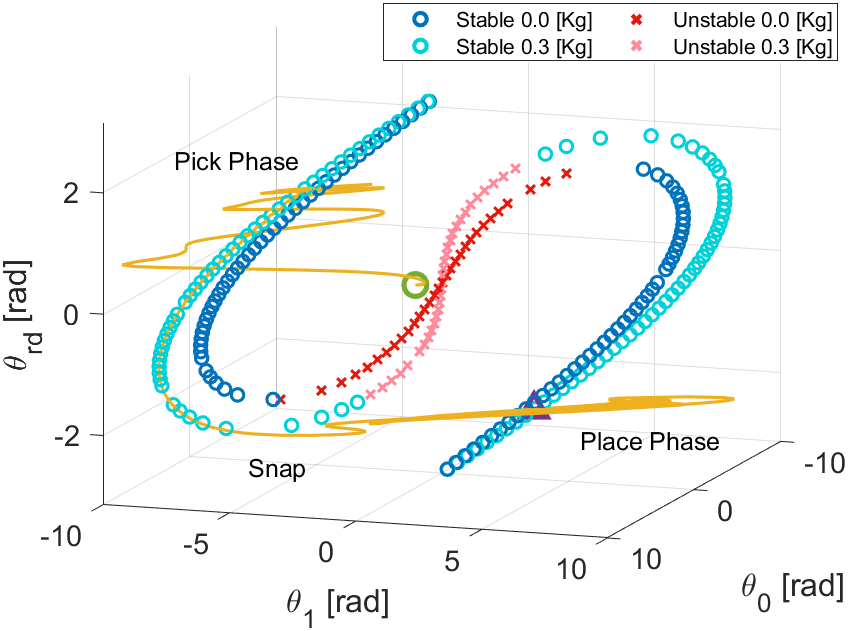 Stable 0.0 [Kg] Unstable 0.0 [Kg]
Stable 0.3 [Kg] Unstable 0.3 [Kg]
Pick Phase
2
0
-2
θrd [rad]
Snap
Place Phase
-10
-5
0
5
10
θ1 [rad]
10
0
-10
θ0 [rad]